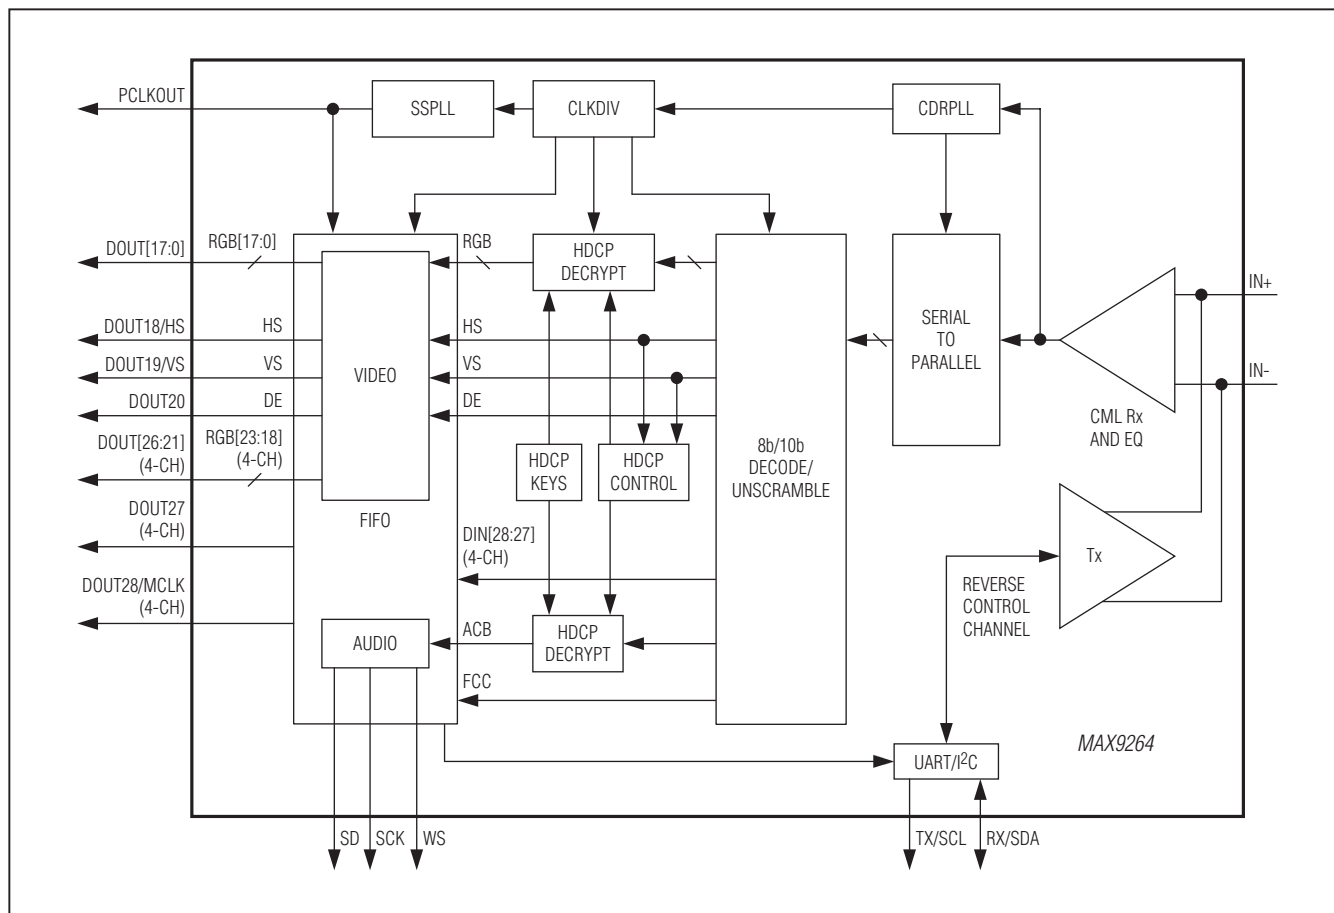 PCLKOUT
SSPLL
CLKDIV
CDRPLL
DOUT[17:0]
RGB[17:0]
RGB
HDCP
DECRYPT
IN+
DOUT18/HS
HS
HS
SERIAL
TO
PARALLEL
DOUT19/VS
VS
VIDEO
VS
IN-
DOUT20
DE
DE
CML Rx
AND EQ
DOUT[26:21]
(4-CH)
RGB[23:18]
(4-CH)
HDCP
KEYS
HDCP
CONTROL
8b/10b
DECODE/
UNSCRAMBLE
DOUT27
(4-CH)
FIFO
DIN[28:27]
(4-CH)
Tx
DOUT28/MCLK
(4-CH)
REVERSE
CONTROL
CHANNEL
AUDIO
ACB
HDCP
DECRYPT
FCC
MAX9264
UART/I²C
SD
SCK
WS
TX/SCL
RX/SDA